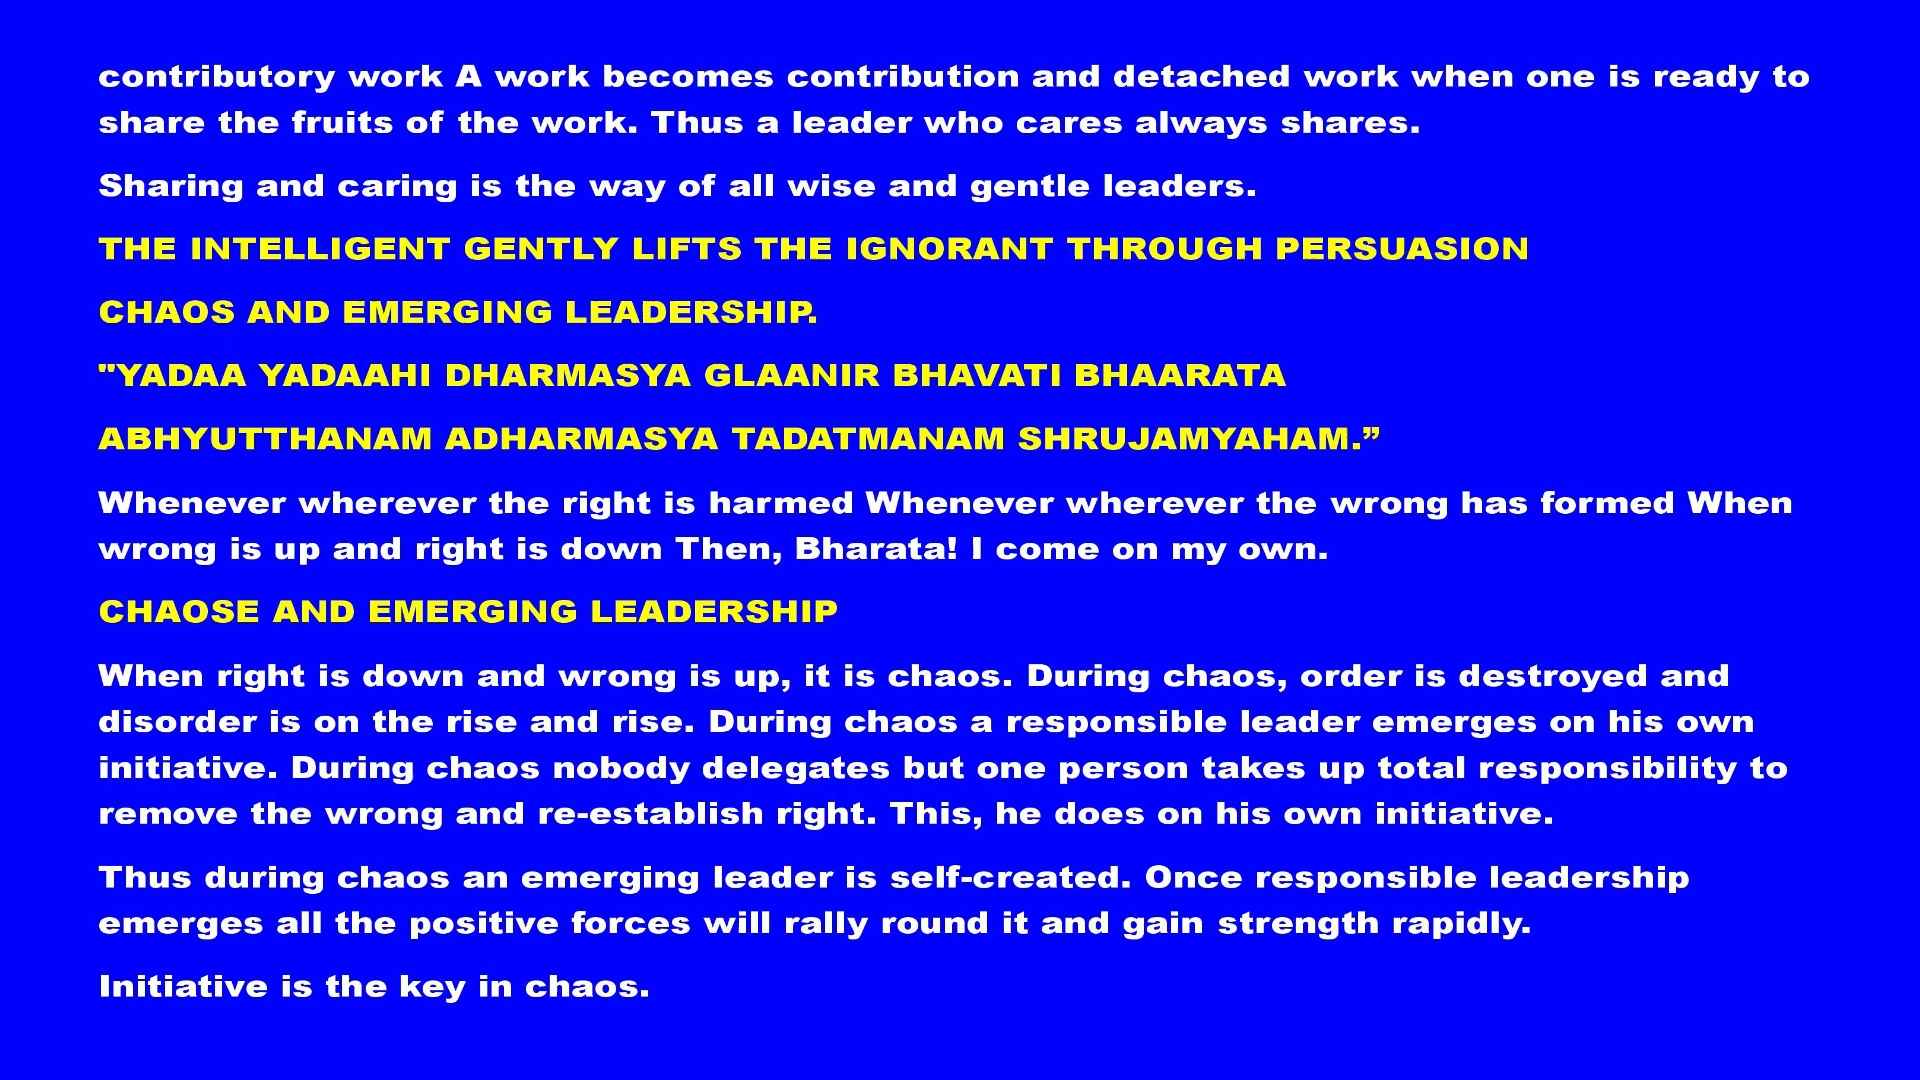 contributory work A work becomes contribution and detached work when one is ready to
share the fruits of the work. Thus a leader who cares always shares.
Sharing and caring is the way of all wise and gentle leaders.
THE INTELLIGENT GENTLY LIFTS THE IGNORANT THROUGH PERSUASION
CHAOS AND EMERGING LEADERSHIP.
"YADAA YADAAHI DHARMASYA GLAANIR BHAVATI BHAARATA
ABHYUTTHANAM ADHARMASYA TADATMANAM SHRUJAMYAHAM.”
Whenever wherever the right is harmed Whenever wherever the wrong has formed When
wrong is up and right is down Then, Bharata! I come on my own.
CHAOSE AND EMERGING LEADERSHIP
When right is down and wrong is up, it is chaos. During chaos, order is destroyed and
disorder is on the rise and rise. During chaos a responsible leader emerges on his own
initiative. During chaos nobody delegates but one person takes up total responsibility to
remove the wrong and re-establish right. This, he does on his own initiative.
Thus during chaos an emerging leader is self-created. Once responsible leadership
emerges all the positive forces will rally round it and gain strength rapidly.
Initiative is the key in chaos.